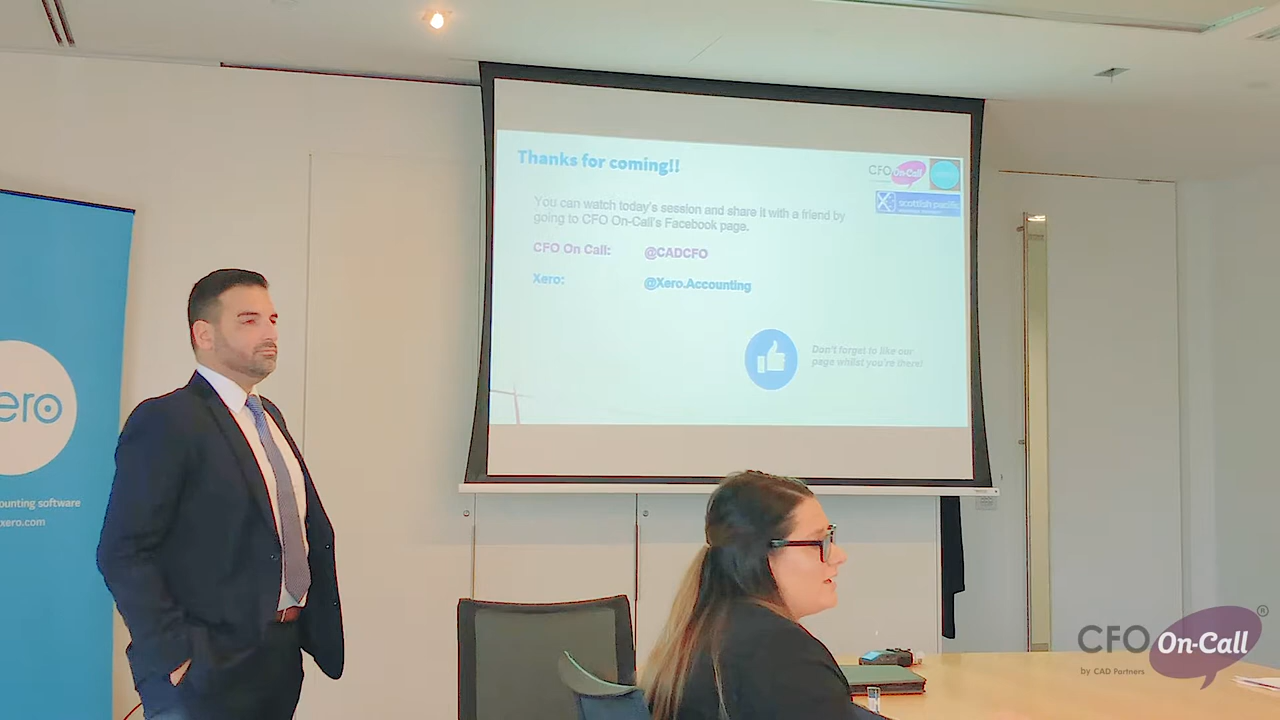 Thanks for coming!!
CFO On-Call
xero
scottish pacific
You can watch today's session and share it with a friend by
going to CFO On-Call's Facebook page.
CFO On Call: @CADCFO
Xero: @Xero.Accounting
Don't forget to like our
page whilst you're there!
ero
ounting software
xero.com
CFO On-Call ®
by CAD Partners